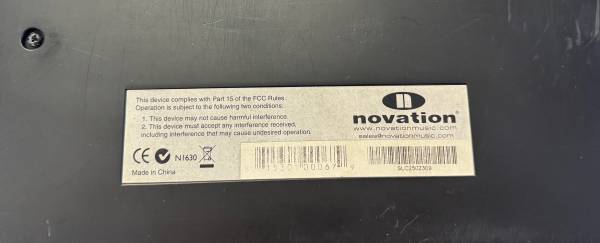 This device complies with Part 15 of the FCC Rules.
Operation is subject to the following two conditions:
1. This device may not cause harmful interference.
2. This device must accept any interference received,
including interference that may cause undesired operation.
CE N1630
Made in China
novation
www.novationmusic.com
sales@novationmusic.com